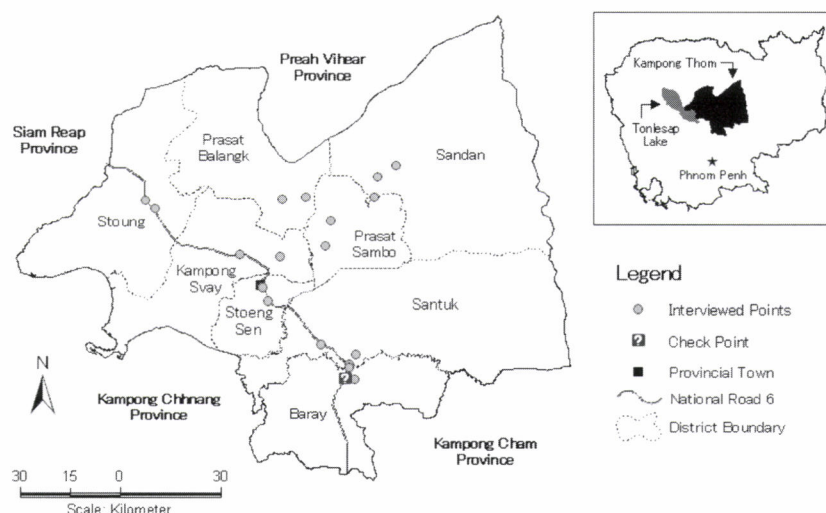 Preah Vihear
Province
Siam Reap
Province
Prasat
Balangk
Sandan
Stoung
Prasat
Sambo
Kampong
Svay
Stoeng
Sen
Santuk
Baray
Kampong Chhnang
Province
Kampong Cham
Province
N
30 15 0 30
Scale: Kilometer
Kampong Thom
Tonlesap
Lake
Phnom Penh
Legend
Interviewed Points
? Check Point
Provincial Town
National Road 6
District Boundary
?